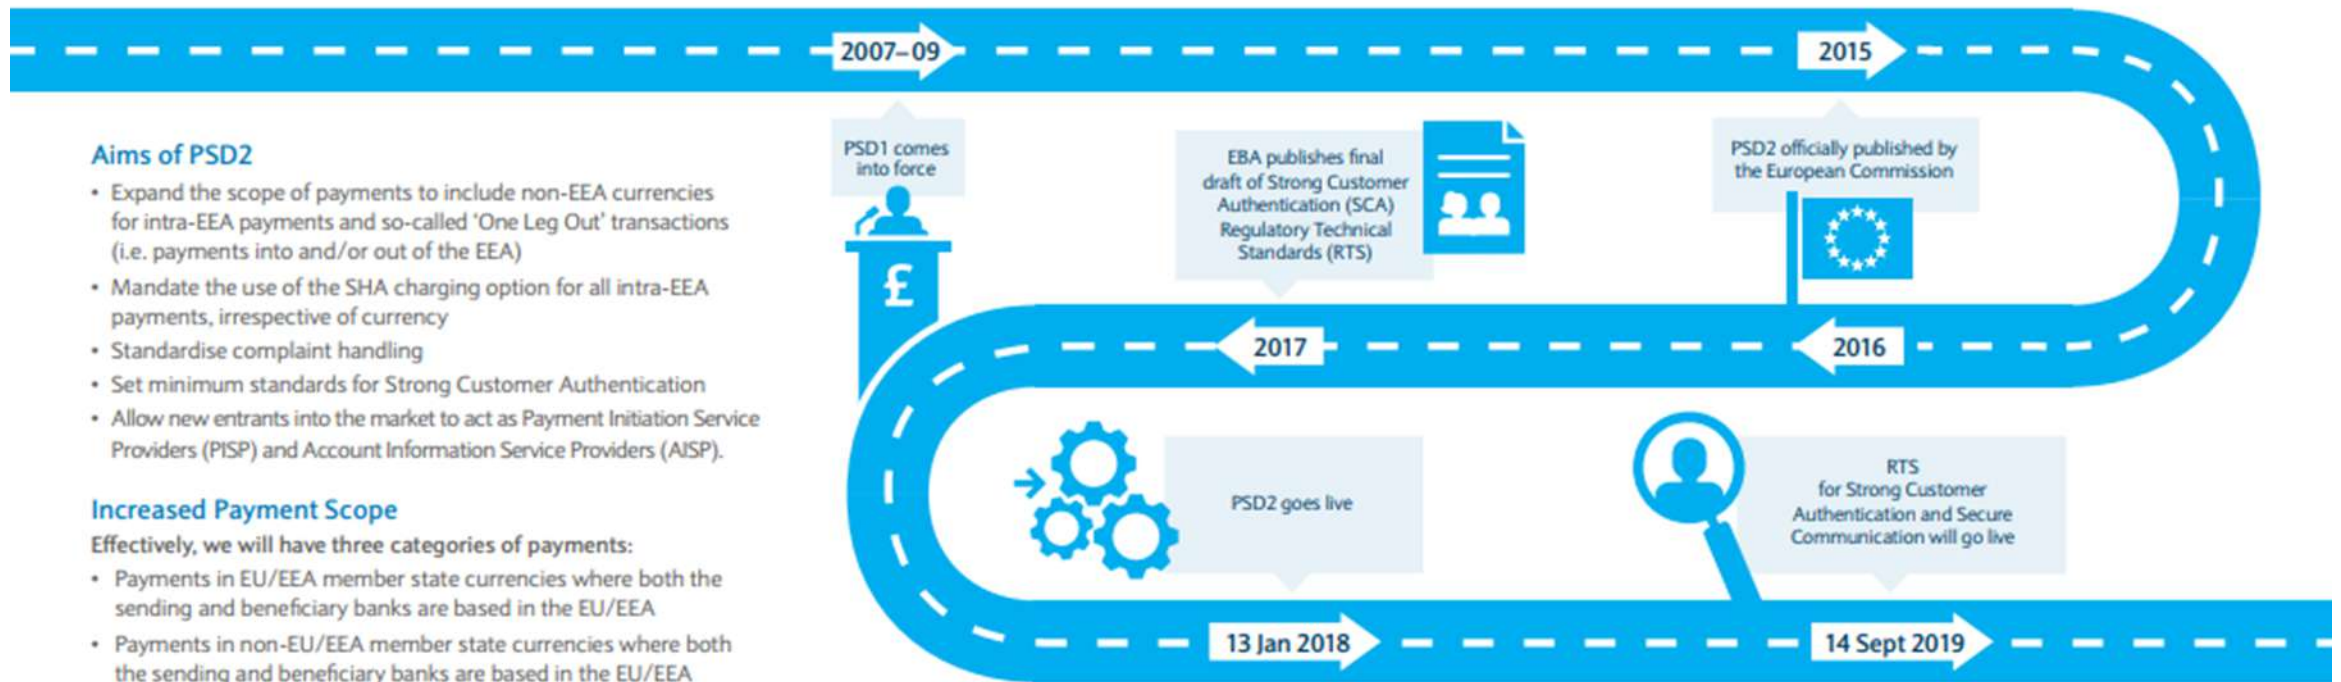 2007–09
2015
Aims of PSD2
• Expand the scope of payments to include non-EEA currencies
for intra-EEA payments and so-called 'One Leg Out' transactions
(i.e. payments into and/or out of the EEA)
• Mandate the use of the SHA charging option for all intra-EEA
payments, irrespective of currency
• Standardise complaint handling
• Set minimum standards for Strong Customer Authentication
• Allow new entrants into the market to act as Payment Initiation Service
Providers (PISP) and Account Information Service Providers (AISP).
Increased Payment Scope
Effectively, we will have three categories of payments:
• Payments in EU/EEA member state currencies where both the
sending and beneficiary banks are based in the EU/EEA
• Payments in non-EU/EEA member state currencies where both
the sending and beneficiary banks are based in the EU/EEA
PSD1 comes
into force
£
EBA publishes final
draft of Strong Customer
Authentication (SCA)
Regulatory Technical
Standards (RTS)
PSD2 officially published by
the European Commission
2017
2016
PSD2 goes live
RTS
for Strong Customer
Authentication and Secure
Communication will go live
13 Jan 2018
14 Sept 2019